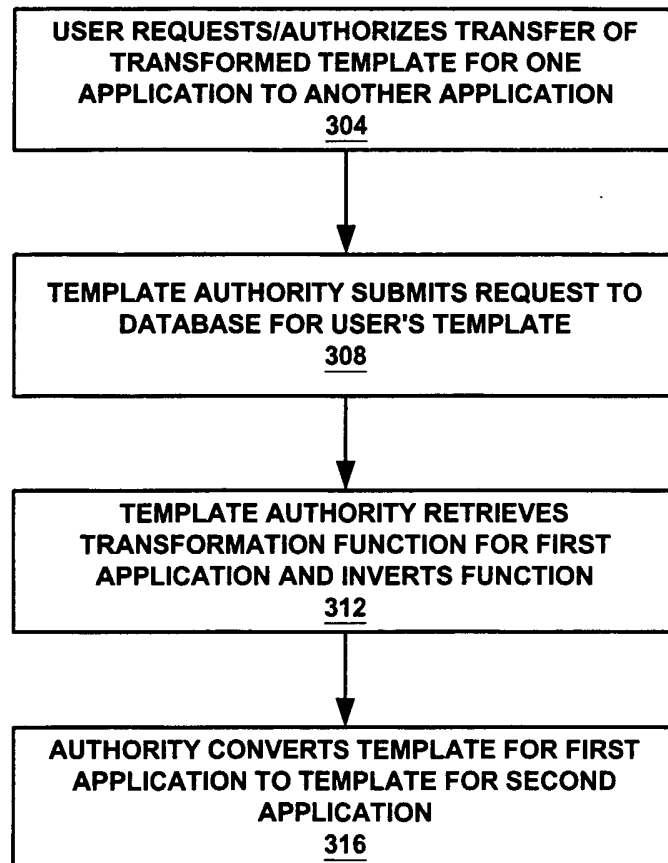 USER REQUESTS/AUTHORIZES TRANSFER OF
TRANSFORMED TEMPLATE FOR ONE
APPLICATION TO ANOTHER APPLICATION
304
TEMPLATE AUTHORITY SUBMITS REQUEST TO
DATABASE FOR USER'S TEMPLATE
308
TEMPLATE AUTHORITY RETRIEVES
TRANSFORMATION FUNCTION FOR FIRST
APPLICATION AND INVERTS FUNCTION
312
AUTHORITY CONVERTS TEMPLATE FOR FIRST
APPLICATION TO TEMPLATE FOR SECOND
APPLICATION
316